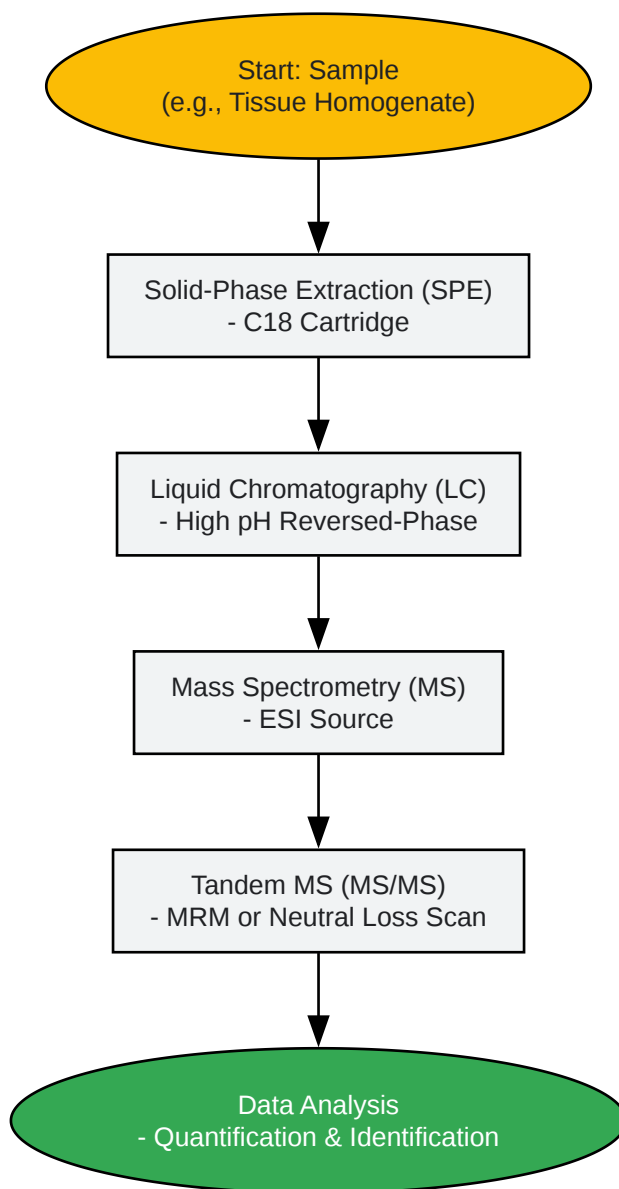 Start: Sample
(e.g., Tissue Homogenate)
Solid-Phase Extraction (SPE)
- C18 Cartridge
Liquid Chromatography (LC)
- High pH Reversed-Phase
Mass Spectrometry (MS)
- ESI Source
Tandem MS (MS/MS)
- MRM or Neutral Loss Scan
Data Analysis
- Quantification & Identification